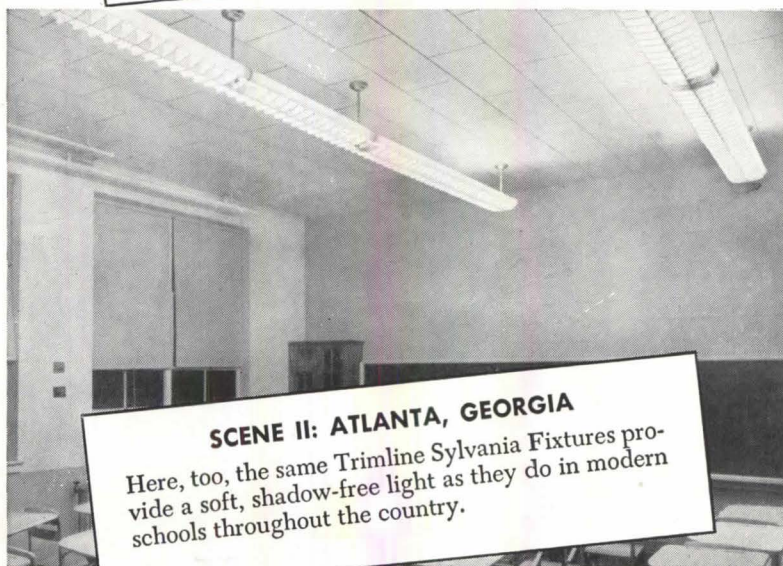 SCENE II: ATLANTA, GEORGIA
Here, too, the same Trimline Sylvania Fixtures pro-
vide a soft, shadow-free light as they do in modern
schools throughout the country.